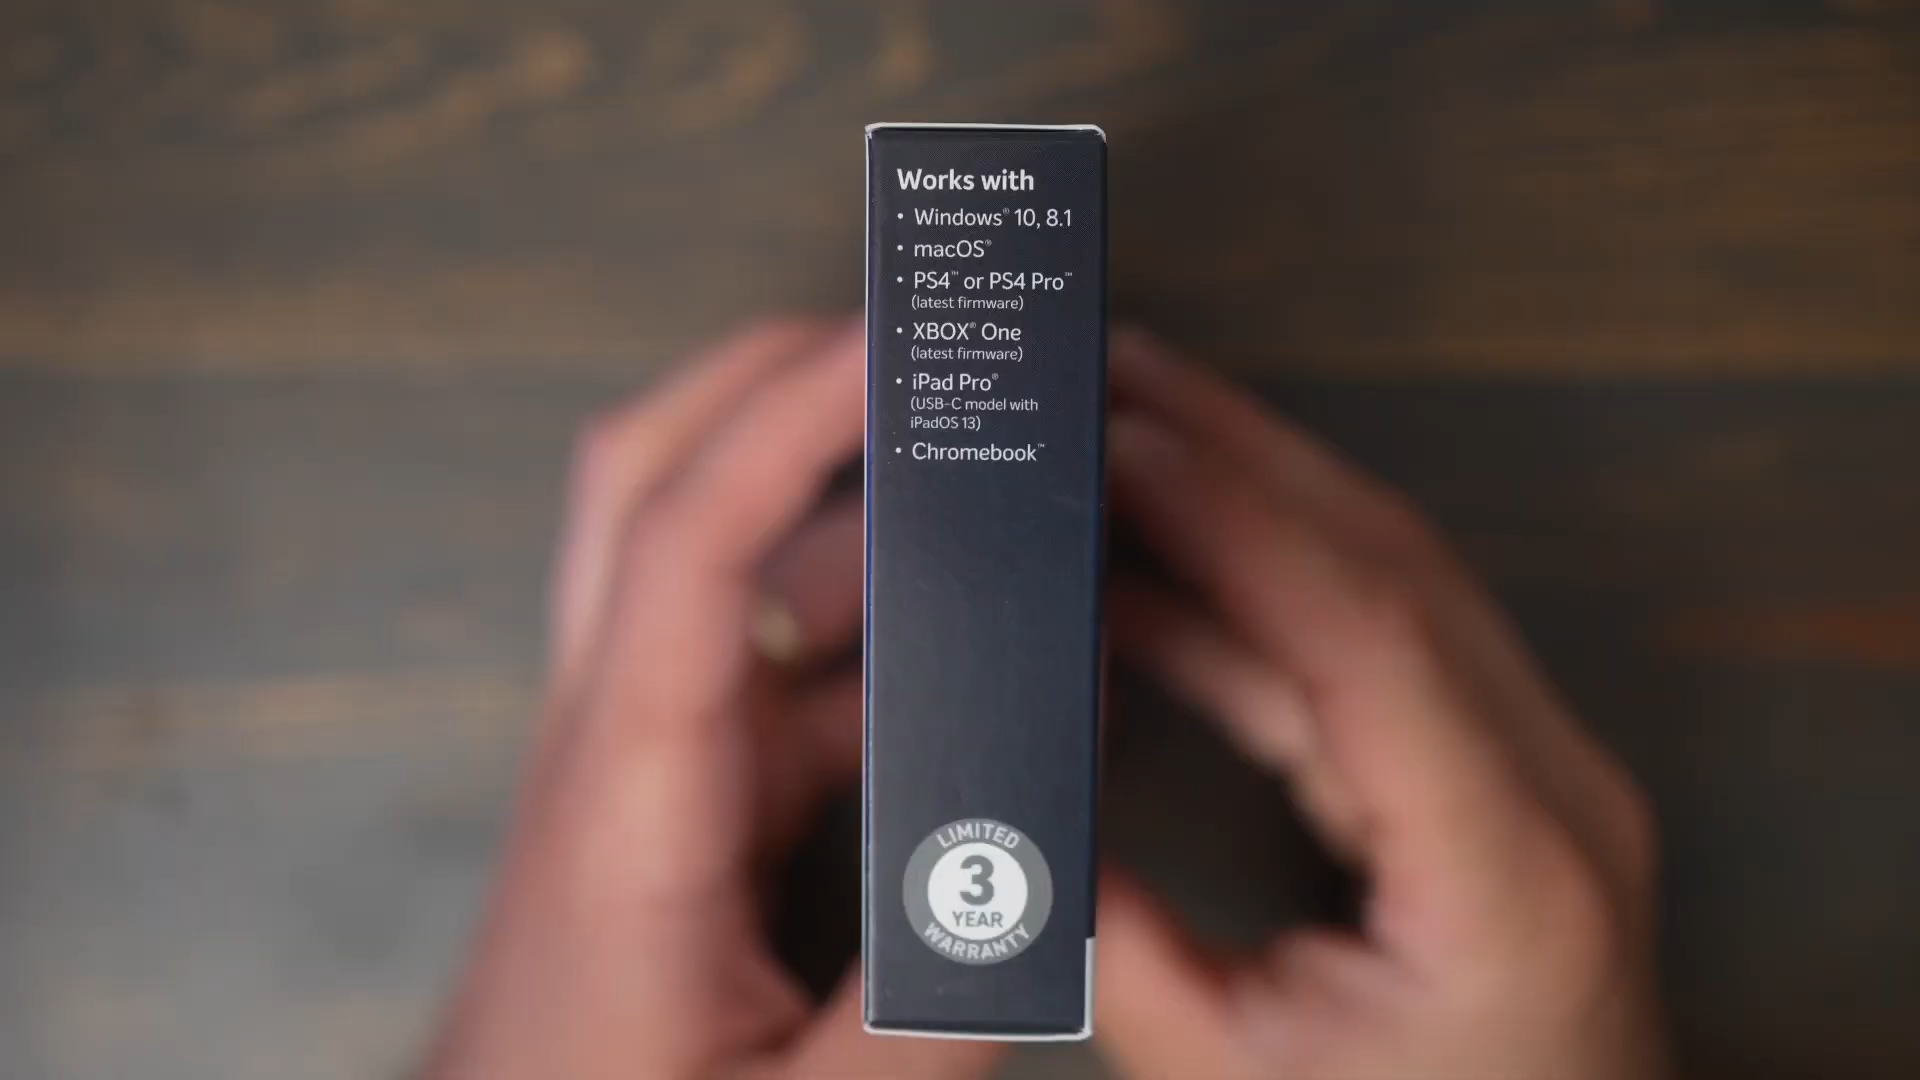 Works with
• Windows® 10, 8.1
• macOS®
• PS4™ or PS4 Pro™
(latest firmware)
• XBOX® One
(latest firmware)
• iPad Pro®
(USB-C model with
iPadOS 13)
• Chromebook™
LIMITED
3
YEAR
WARRANTY